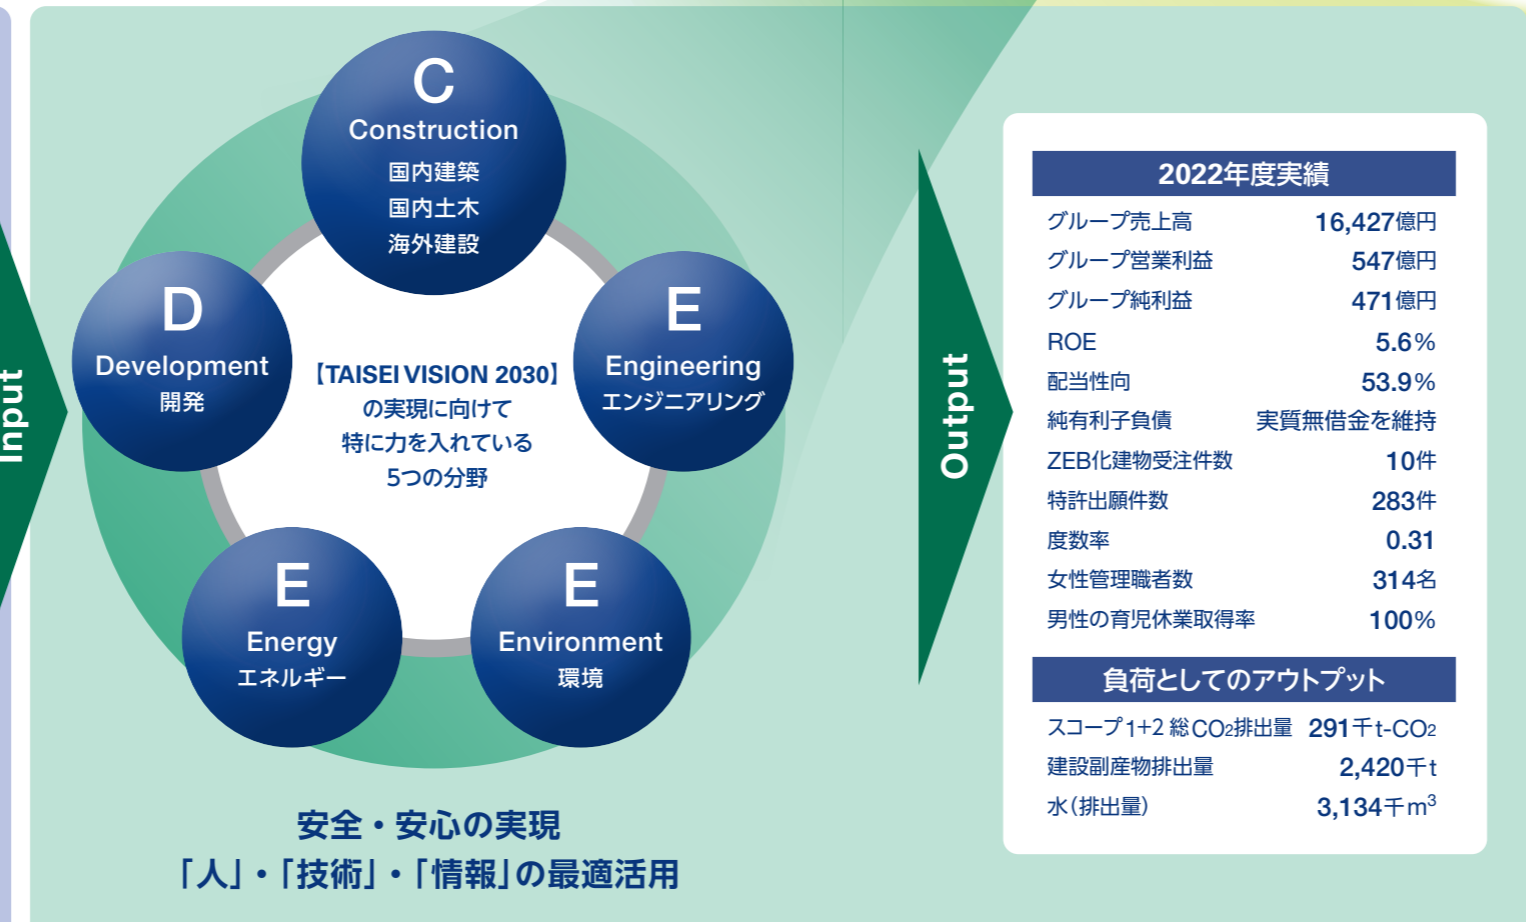 Input
C
Construction
国内建築
国内土木
海外建設
D
Development
開発
E
Engineering
エンジニアリング
【TAISEI VISION 2030】
の実現に向けて
特に力を入れている
5つの分野
E
Energy
エネルギー
E
Environment
環境
安全・安心の実現
「人」・「技術」・「情報」の最適活用
Output
2022年度実績
グループ売上高 16,427億円
グループ営業利益 547億円
グループ純利益 471億円
ROE 5.6%
配当性向 53.9%
純有利子負債 実質無借金を維持
ZEB化建物受注件数 10件
特許出願件数 283件
度数率 0.31
女性管理職者数 314名
男性の育児休業取得率 100%
負荷としてのアウトプット
スコープ1+2 総CO2排出量 291千t-CO2
建設副産物排出量 2,420千t
水(排出量) 3,134千m³